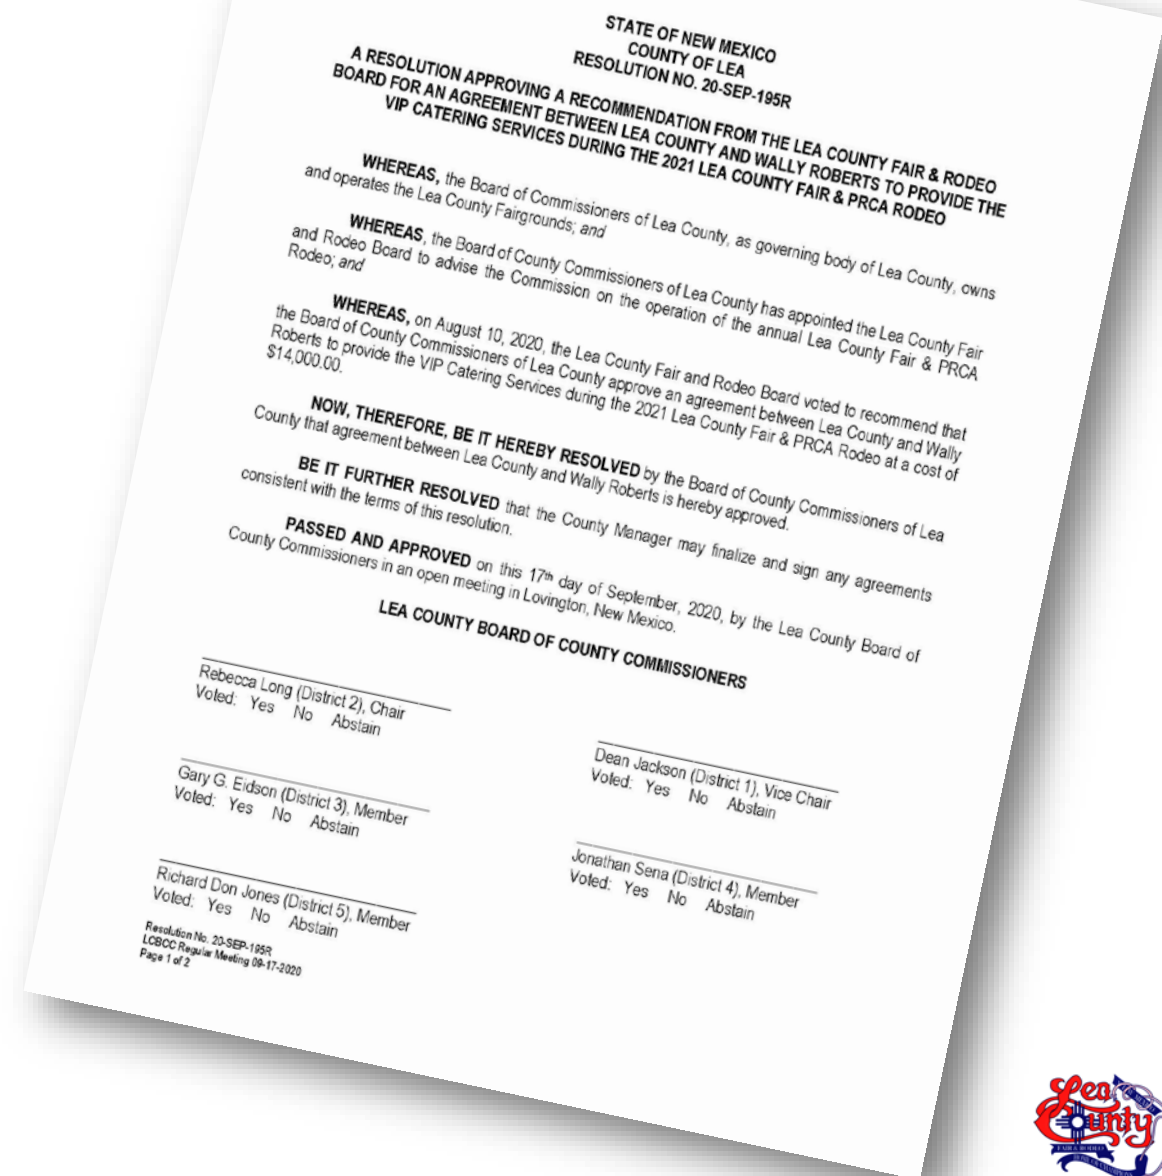 STATE OF NEW MEXICO
COUNTY OF LEA
RESOLUTION NO. 20-SEP-195R
A RESOLUTION APPROVING A RECOMMENDATION FROM THE LEA COUNTY FAIR & RODEO
BOARD FOR AN AGREEMENT BETWEEN LEA COUNTY AND WALLY ROBERTS TO PROVIDE THE
VIP CATERING SERVICES DURING THE 2021 LEA COUNTY FAIR & PRCA RODEO
WHEREAS, the Board of Commissioners of Lea County, as governing body of Lea County, owns
and operates the Lea County Fairgrounds; and
WHEREAS, the Board of County Commissioners of Lea County has appointed the Lea County Fair
and Rodeo Board to advise the Commission on the operation of the annual Lea County Fair & PRCA
Rodeo; and
WHEREAS, on August 10, 2020, the Lea County Fair and Rodeo Board voted to recommend that
the Board of County Commissioners of Lea County approve an agreement between Lea County and Wally
Roberts to provide the VIP Catering Services during the 2021 Lea County Fair & PRCA Rodeo at a cost of
$14,000.00.
NOW, THEREFORE, BE IT HEREBY RESOLVED by the Board of County Commissioners of Lea
County that agreement between Lea County and Wally Roberts is hereby approved.
BE IT FURTHER RESOLVED that the County Manager may finalize and sign any agreements
consistent with the terms of this resolution.
PASSED AND APPROVED on this 17th day of September, 2020, by the Lea County Board of
County Commissioners in an open meeting in Lovington, New Mexico.
LEA COUNTY BOARD OF COUNTY COMMISSIONERS
Rebecca Long (District 2), Chair
Voted: Yes No Abstain
Dean Jackson (District 1), Vice Chair
Voted: Yes No Abstain
Gary G. Eidson (District 3), Member
Voted: Yes No Abstain
Jonathan Sena (District 4), Member
Voted: Yes No Abstain
Richard Don Jones (District 5), Member
Voted: Yes No Abstain
Resolution No. 20-SEP-195R
LCBCC Regular Meeting 09-17-2020
Page 1 of 2
Lea
County
FAIR & RODEO